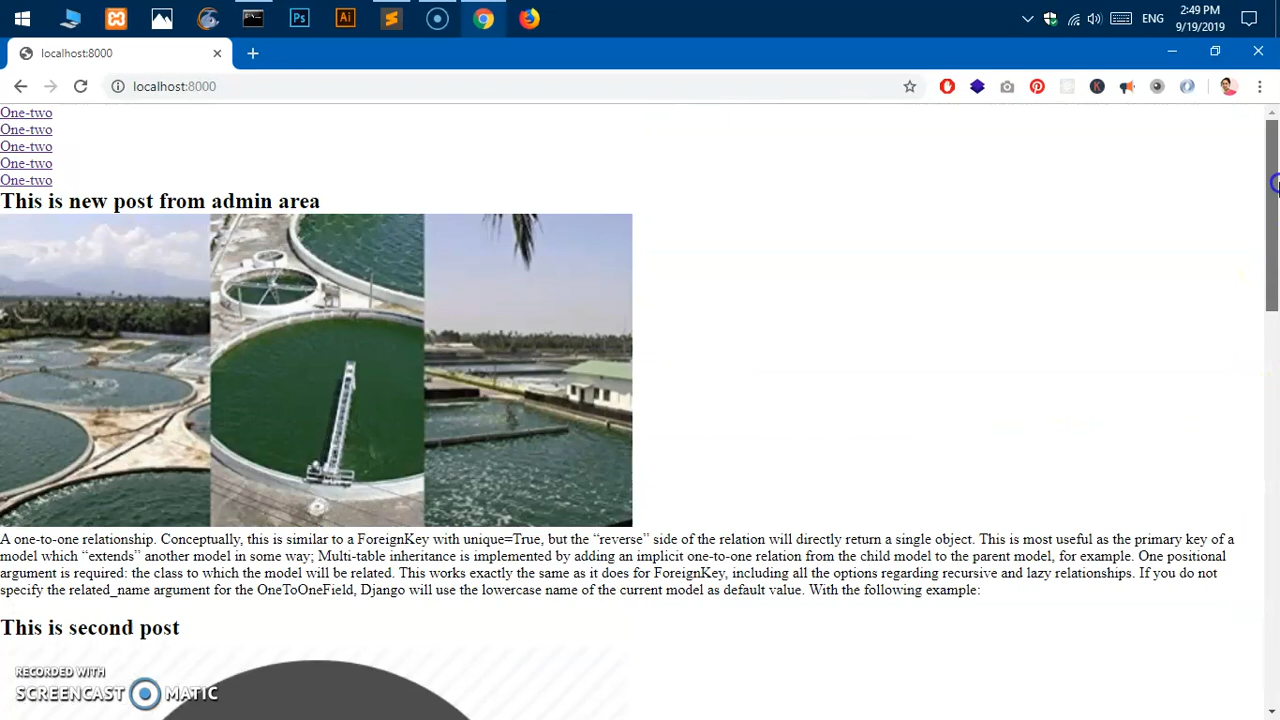 2:49 PM
ENG
9/19/2019
Ps
Ai
localhost:8000
localhost:8000
One-two
One-two
One-two
One-two
One-two
This is new post from admin area
A one-to-one relationship. Conceptually, this is similar to a ForeignKey with unique=True, but the “reverse” side of the relation will directly return a single object. This is most useful as the primary key of a
model which “extends” another model in some way; Multi-table inheritance is implemented by adding an implicit one-to-one relation from the child model to the parent model, for example. One positional
argument is required: the class to which the model will be related. This works exactly the same as it does for ForeignKey, including all the options regarding recursive and lazy relationships. If you do not
specify the related_name argument for the OneToOneField, Django will use the lowercase name of the current model as default value. With the following example:
This is second post
RECORDED WITH
SCREENCAST MATIC